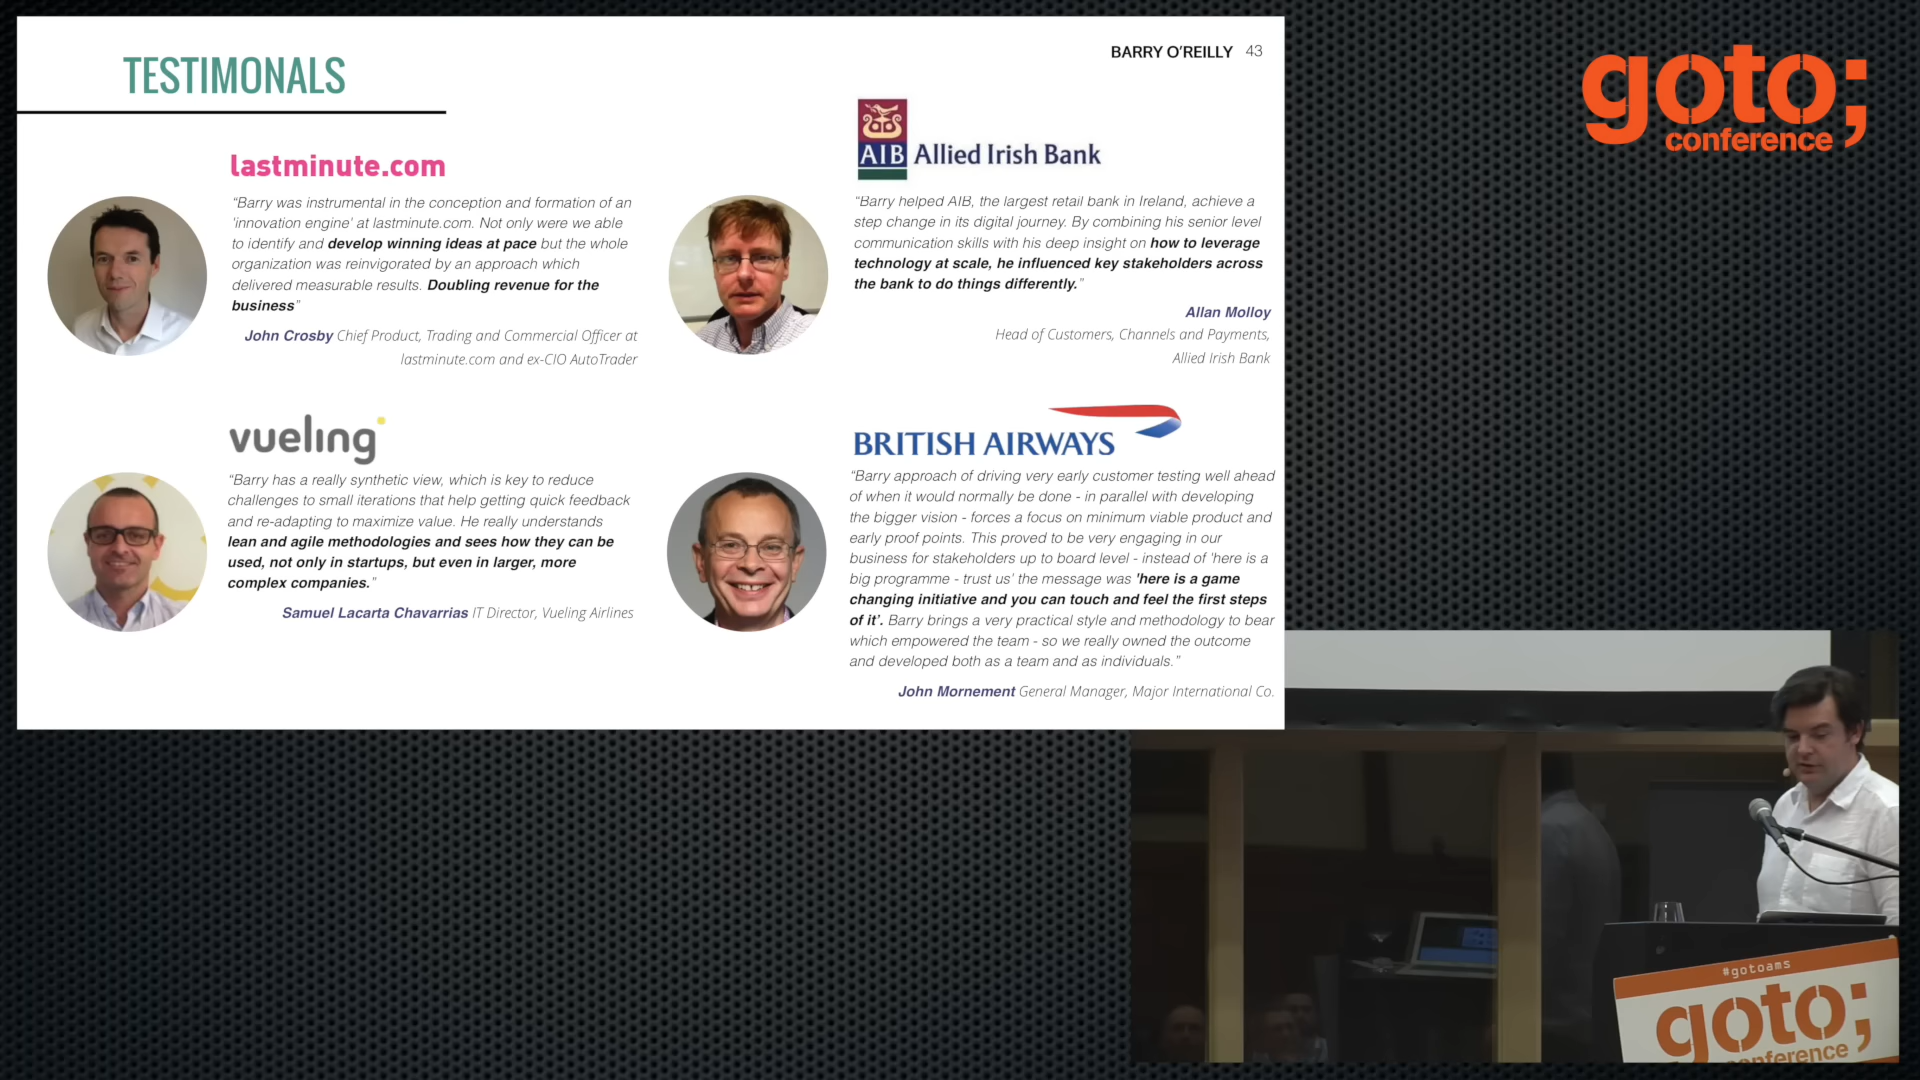 TESTIMONALS
BARRY O'REILLY 43
lastminute.com
“Barry was instrumental in the conception and formation of an
'innovation engine' at lastminute.com. Not only were we able
to identify and develop winning ideas at pace but the whole
organization was reinvigorated by an approach which
delivered measurable results. Doubling revenue for the
business”
John Crosby Chief Product, Trading and Commercial Officer at
lastminute.com and ex-CIO AutoTrader
AIB Allied Irish Bank
“Barry helped AIB, the largest retail bank in Ireland, achieve a
step change in its digital journey. By combining his senior level
communication skills with his deep insight on how to leverage
technology at scale, he influenced key stakeholders across
the bank to do things differently.”
Allan Molloy
Head of Customers, Channels and Payments,
Allied Irish Bank
vueling
“Barry has a really synthetic view, which is key to reduce
challenges to small iterations that help getting quick feedback
and re-adapting to maximize value. He really understands
lean and agile methodologies and sees how they can be
used, not only in startups, but even in larger, more
complex companies.”
Samuel Lacarta Chavarrias IT Director, Vueling Airlines
BRITISH AIRWAYS
“Barry approach of driving very early customer testing well ahead
of when it would normally be done - in parallel with developing
the bigger vision - forces a focus on minimum viable product and
early proof points. This proved to be very engaging in our
business for stakeholders up to board level - instead of 'here is a
big programme - trust us' the message was 'here is a game
changing initiative and you can touch and feel the first steps
of it'. Barry brings a very practical style and methodology to bear
which empowered the team - so we really owned the outcome
and developed both as a team and as individuals.”
John Mornement General Manager, Major International Co.
goto;
conference
#gotoams
goto;
conference